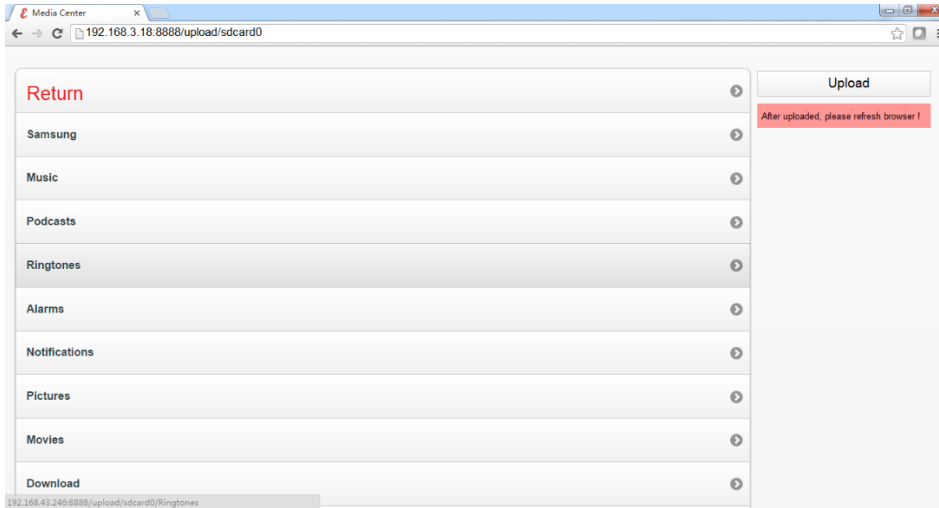 Media Center
192.168.3.18:8888/upload/sdcard0
Return
Upload
After uploaded, please refresh browser !
Samsung
Music
Podcasts
Ringtones
Alarms
Notifications
Pictures
Movies
Download
192.168.43.246:8888/upload/sdcard0/Ringtones